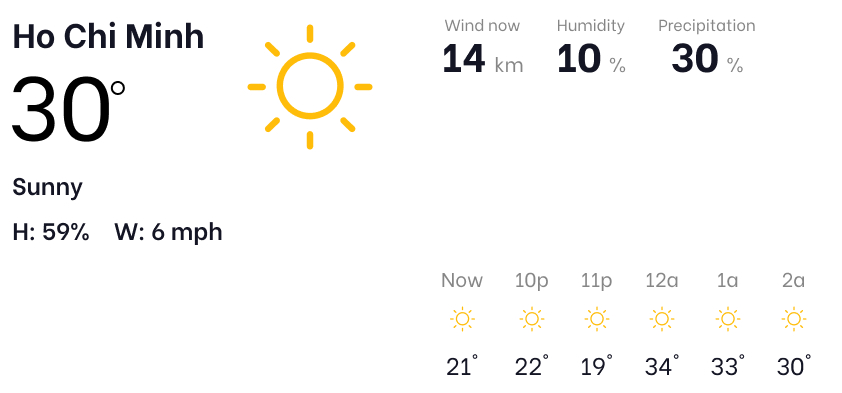 Ho Chi Minh
30°
Sunny
H: 59% W: 6 mph
Wind now Humidity Precipitation
14 km 10 % 30 %
Now 10p 11p 12a 1a 2a
21° 22° 19° 34° 33° 30°